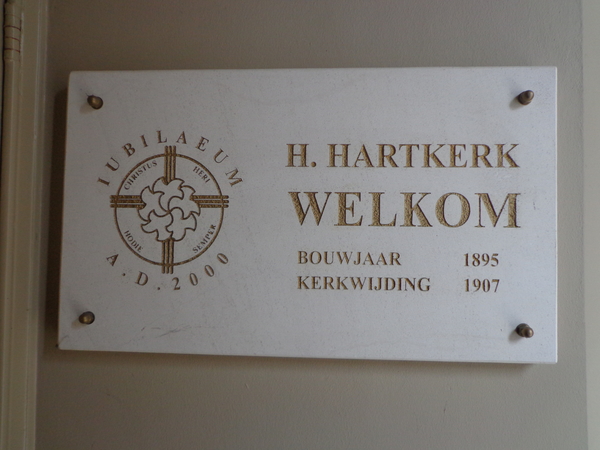 IUBILAEUM
CHRISTUS HERI
HODIE SEMPER
A.D. 2000
H. HARTKERK
WELKOM
BOUWJAAR 1895
KERKWIJDING 1907